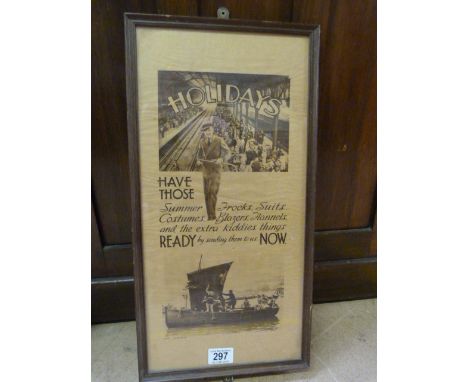 HOLIDAYS
HAVE
THOSE
Summer Frocks, Suits,
Costumes, Blazers, Flannels,
and the extra kiddies things
READY by sending them to us NOW.
297